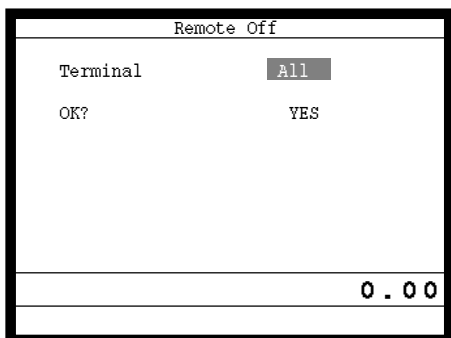 Remote Off
Terminal All
OK? YES
0.00